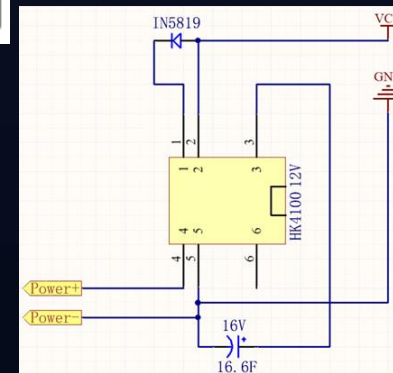 IN5819
VC
GN
1 2 3
1 2 3
HK4100 12V
4 5 6
4 5 6
Power+
Power-
16V
+
16.6F